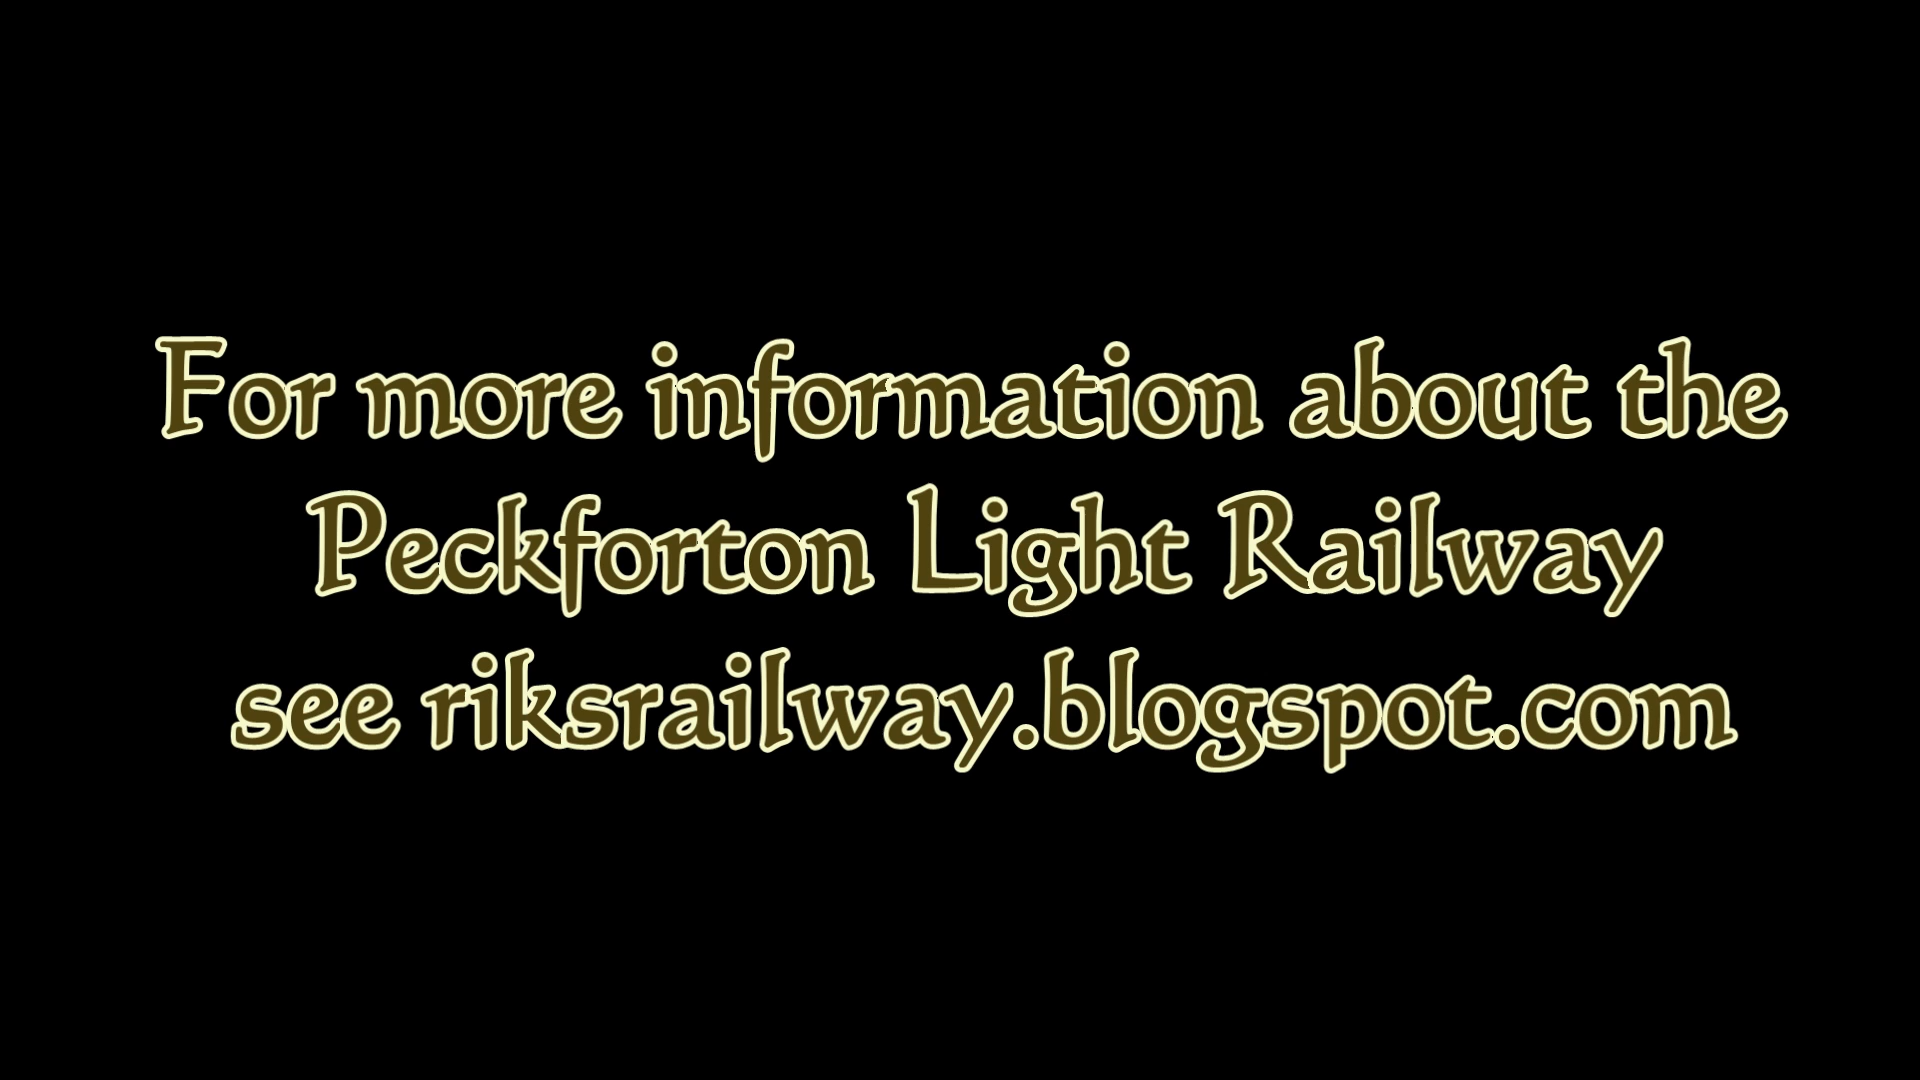 For more information about the
Peckforton Light Railway
see riksrailway.blogspot.com